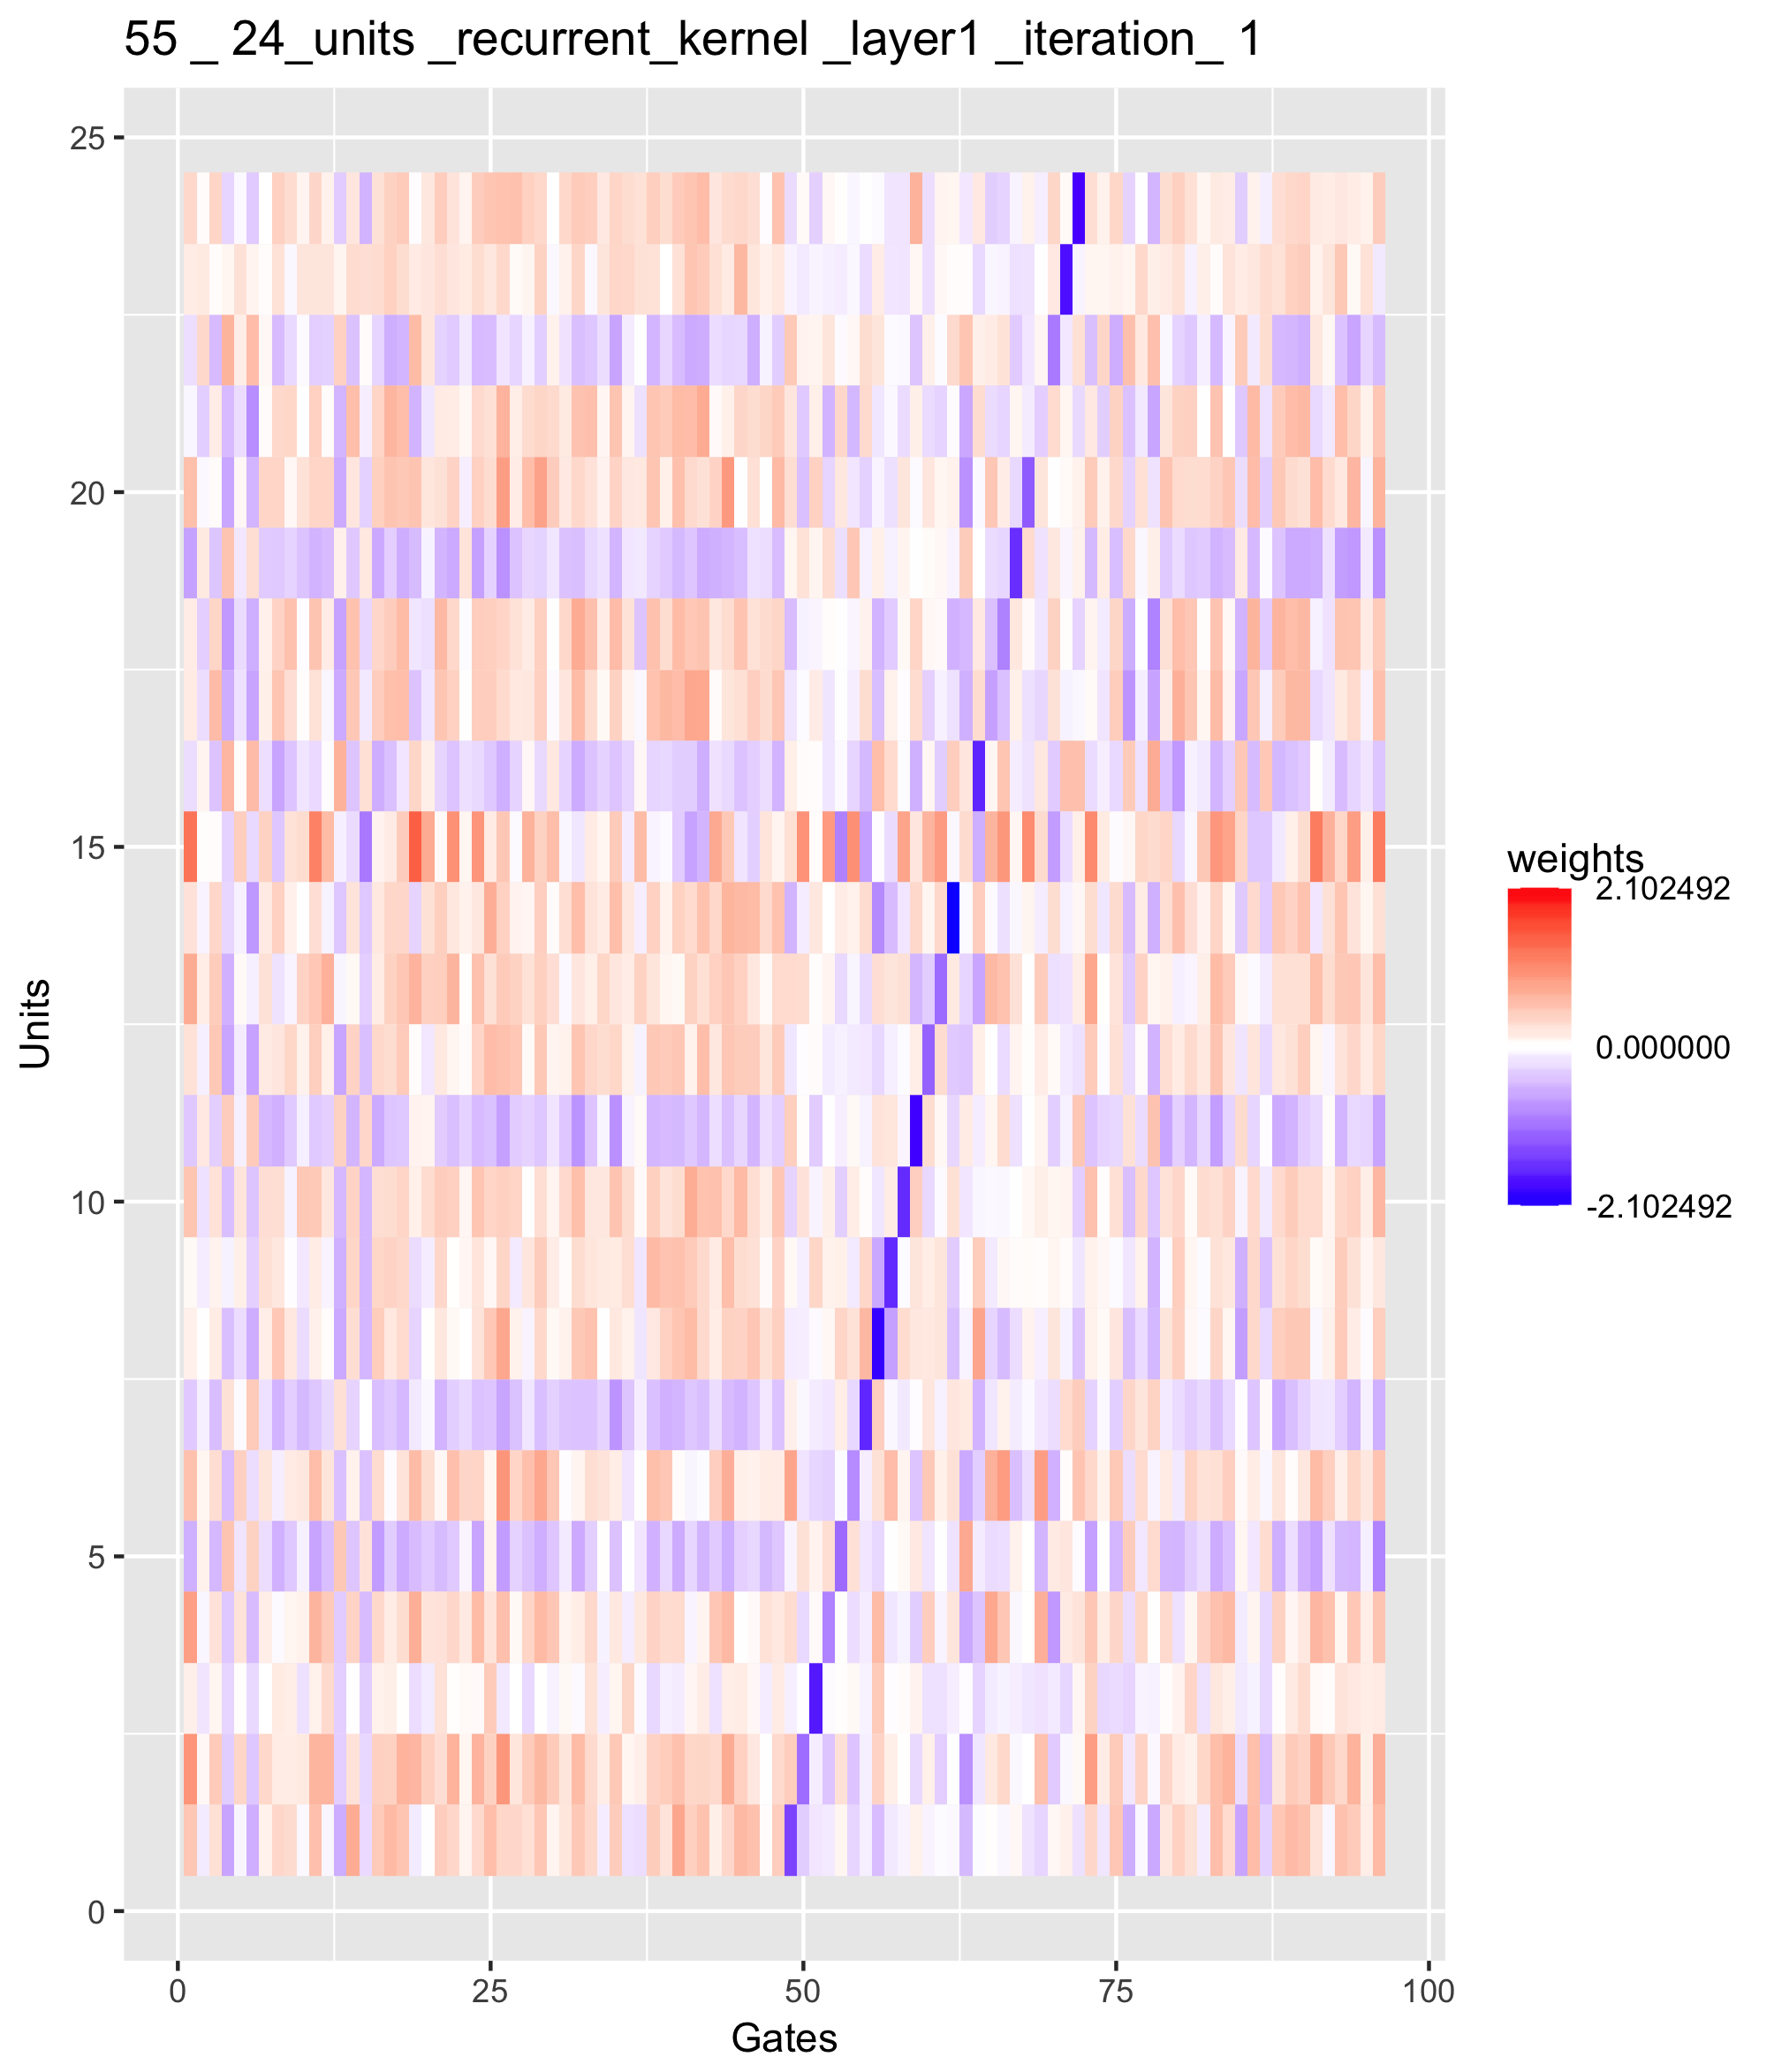 55 _ 24_units _recurrent_kernel _layer1 _iteration_ 1
25
20
15
10
5
0
Units
0 25 50 75 100
Gates
weights
2.102492
0.000000
-2.102492